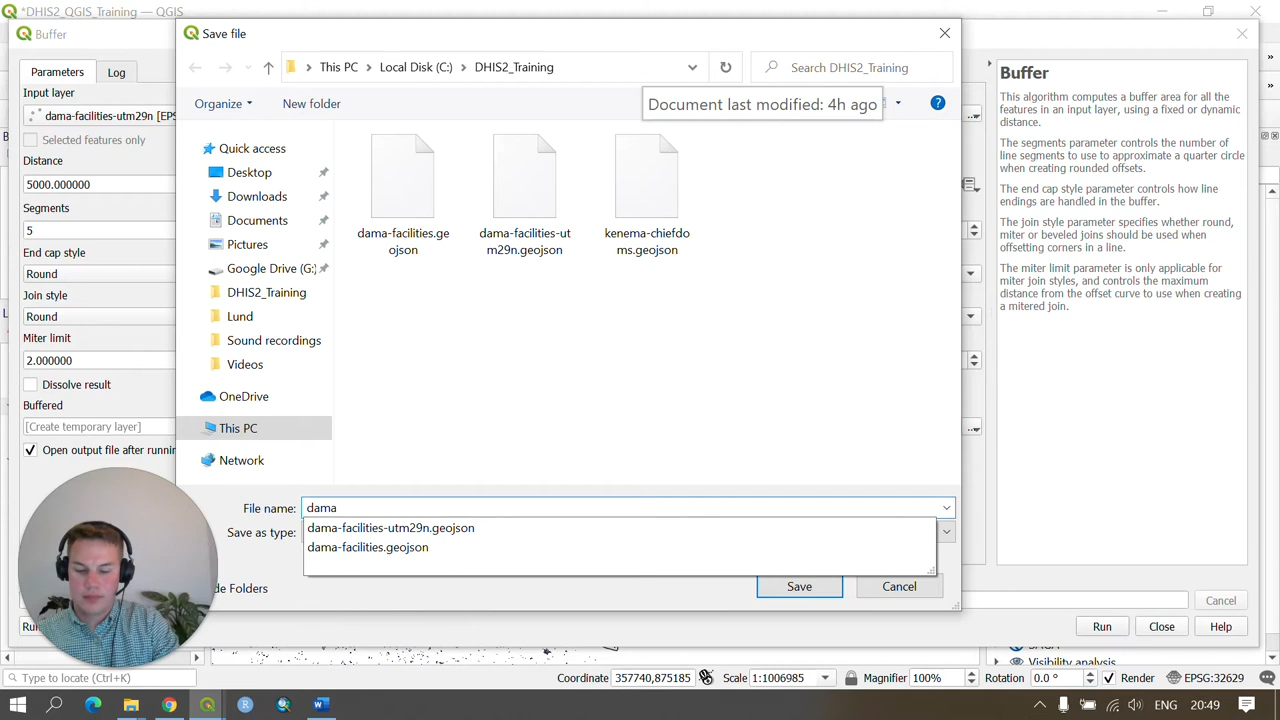 *DHIS2_QGIS_Training — QGIS
Buffer
Save file
This PC
Local Disk (C:)
DHIS2_Training
Search DHIS2_Training
Organize
New folder
Document last modified: 4h ago
Parameters
Log
Input layer
dama-facilities-utm29n [EPS
Selected features only
Distance
5000.000000
Segments
5
End cap style
Round
Join style
Round
Miter limit
2.000000
Dissolve result
Buffered
[Create temporary layer]
Open output file after runnin
Quick access
Desktop
Downloads
Documents
Pictures
Google Drive (G:)
DHIS2_Training
Lund
Sound recordings
Videos
OneDrive
This PC
Network
dama-facilities.ge
ojson
dama-facilities-ut
m29n.geojson
kenema-chiefdo
ms.geojson
File name:
dama
Save as type:
dama-facilities-utm29n.geojson
dama-facilities.geojson
de Folders
Save
Cancel
Buffer
This algorithm computes a buffer area for all the
features in an input layer, using a fixed or dynamic
distance.
The segments parameter controls the number of
line segments to use to approximate a quarter circle
when creating rounded offsets.
The end cap style parameter controls how line
endings are handled in the buffer.
The join style parameter specifies whether round,
miter or beveled joins should be used when
offsetting corners in a line.
The miter limit parameter is only applicable for
miter join styles, and controls the maximum
distance from the offset curve to use when creating
a mitered join.
Cancel
Run
Close
Help
Visibility analysis
Type to locate (Ctrl+K)
Coordinate
357740,875185
Scale
1:1006985
Magnifier
100%
Rotation
0.0 °
Render
EPSG:32629
ENG
20:49